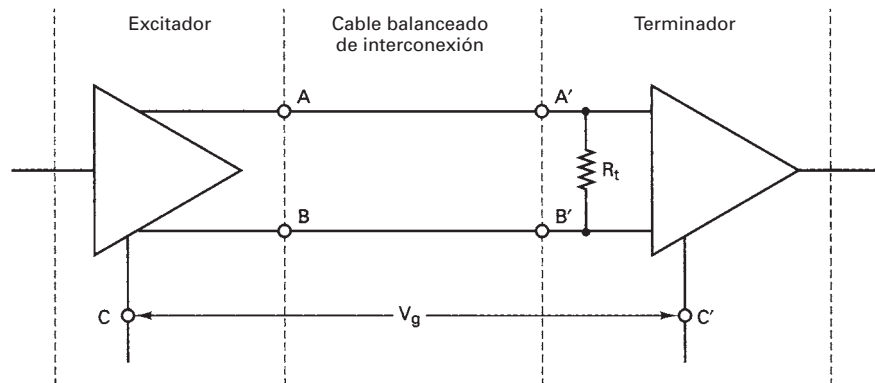 Excitador
Cable balanceado
de interconexión
Terminador
A
A′
Rt
B
B′
C
Vg
C′